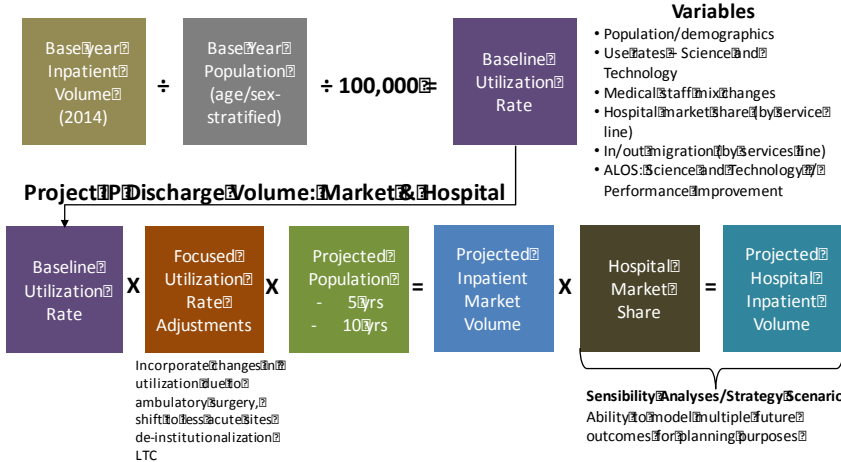 Base year
Inpatient
Volume
(2014)
÷
Base Year
Population
(age/sex-
stratified)
÷ 100,000 =
Baseline
Utilization
Rate
Variables
• Population/demographics
• Use rates – Science and
Technology
• Medical staff mix changes
• Hospital market share (by service
line)
• In/out migration (by services line)
• ALOS: Science and Technology /
Performance Improvement
Project IP Discharge Volume: Market & Hospital
Baseline
Utilization
Rate
X
Focused
Utilization
Rate
Adjustments
X
Projected
Population
- 5 yrs
- 10 yrs
=
Projected
Inpatient
Market
Volume
X
Hospital
Market
Share
=
Projected
Hospital
Inpatient
Volume
Incorporate changes in
utilization due to
ambulatory surgery,
shift to less acute sites
de-institutionalization
LTC
Sensibility Analyses/Strategy Scenario
Ability to model multiple future
outcomes for planning purposes